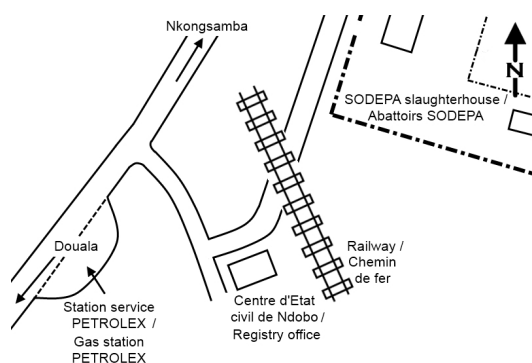 Nkongsamba
N
SODEPA slaughterhouse /
Abattoirs SODEPA
Douala
Railway /
Chemin
de fer
Station service
PETROLEX /
Gas station
PETROLEX
Centre d'Etat
civil de Ndobo /
Registry office